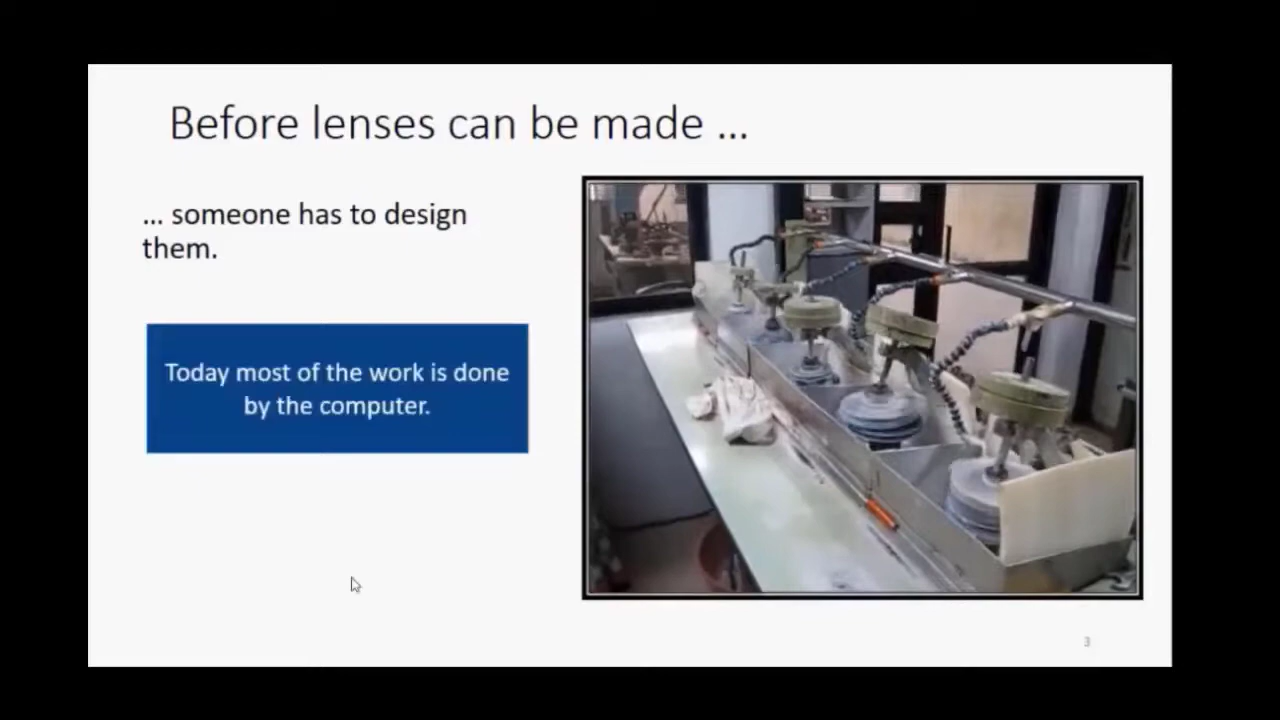 Before lenses can be made ...
... someone has to design
them.
Today most of the work is done
by the computer.
3